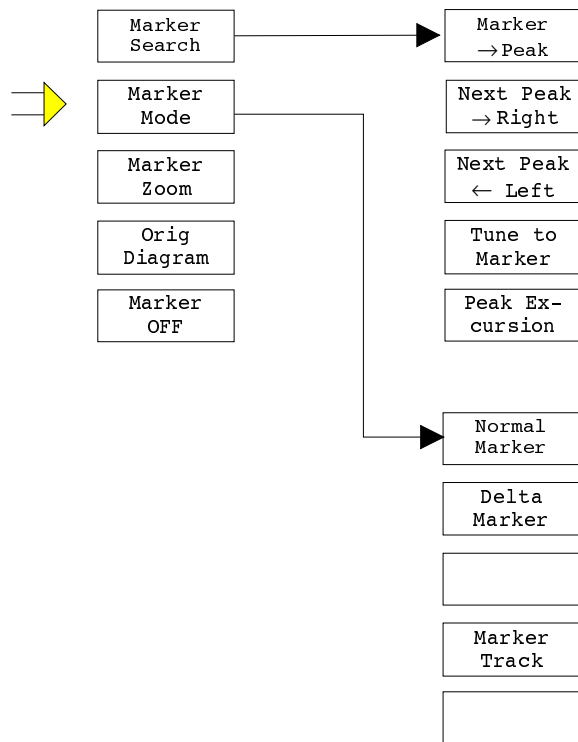 Marker
Search
Marker
Mode
Marker
Zoom
Orig
Diagram
Marker
OFF
Marker
→Peak
Next Peak
→Right
Next Peak
← Left
Tune to
Marker
Peak Ex-
cursion
Normal
Marker
Delta
Marker
Marker
Track